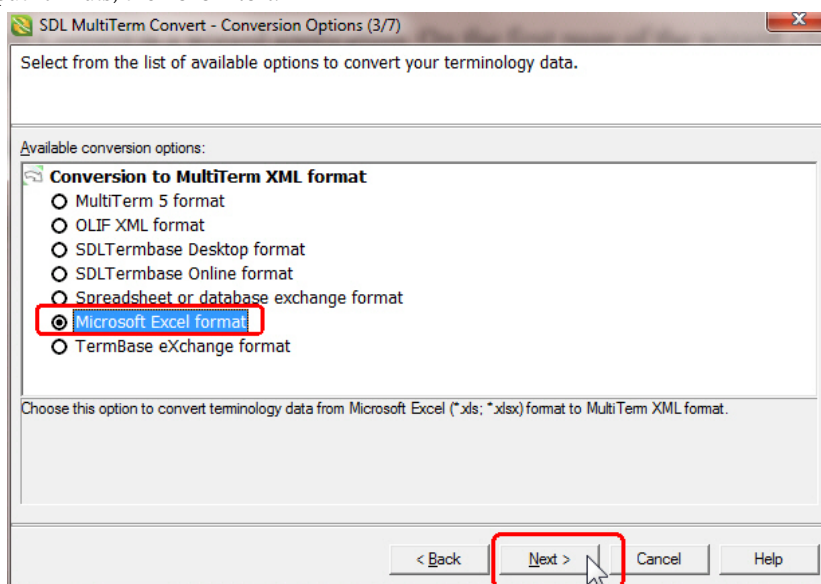 SDL MultiTerm Convert - Conversion Options (3/7)
Select from the list of available options to convert your terminology data.
Available conversion options:
Conversion to MultiTerm XML format
MultiTerm 5 format
OLIF XML format
SDLTermbase Desktop format
SDLTermbase Online format
Spreadsheet or database exchange format
Microsoft Excel format
TermBase eXchange format
Choose this option to convert terminology data from Microsoft Excel (*.xls; *.xlsx) format to MultiTerm XML format.
< Back Next > Cancel Help